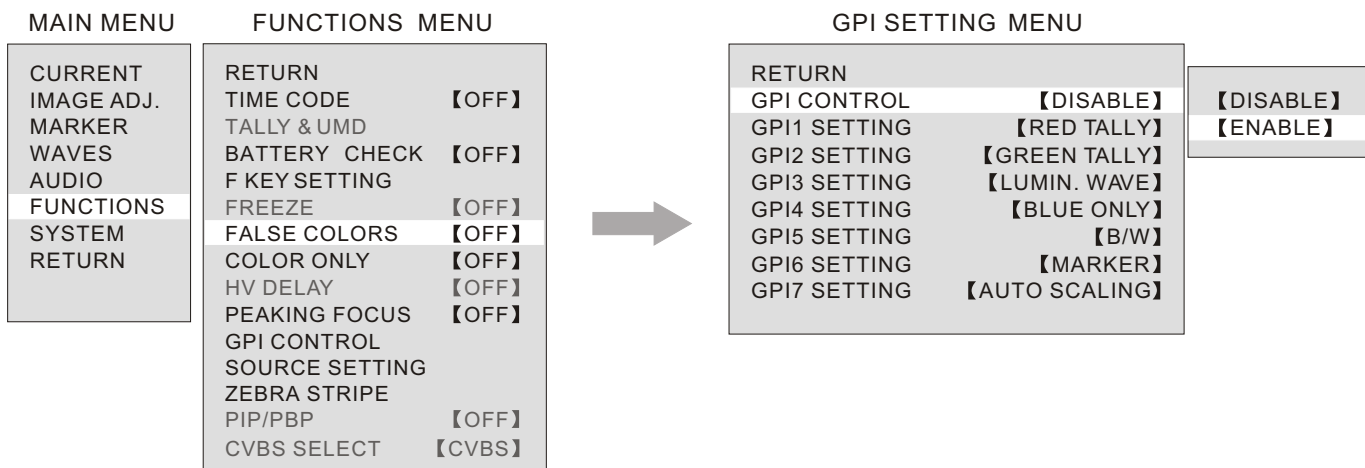 MAIN MENU
CURRENT
IMAGE ADJ.
MARKER
WAVES
AUDIO
FUNCTIONS
SYSTEM
RETURN
FUNCTIONS MENU
RETURN
TIME CODE 【OFF】
TALLY & UMD
BATTERY CHECK 【OFF】
F KEY SETTING
FREEZE 【OFF】
FALSE COLORS 【OFF】
COLOR ONLY 【OFF】
HV DELAY 【OFF】
PEAKING FOCUS 【OFF】
GPI CONTROL
SOURCE SETTING
ZEBRA STRIPE
PIP/PBP 【OFF】
CVBS SELECT 【CVBS】
GPI SETTING MENU
RETURN
GPI CONTROL 【DISABLE】
GPI1 SETTING 【RED TALLY】
GPI2 SETTING 【GREEN TALLY】
GPI3 SETTING 【LUMIN. WAVE】
GPI4 SETTING 【BLUE ONLY】
GPI5 SETTING 【B/W】
GPI6 SETTING 【MARKER】
GPI7 SETTING 【AUTO SCALING】
【DISABLE】
【ENABLE】